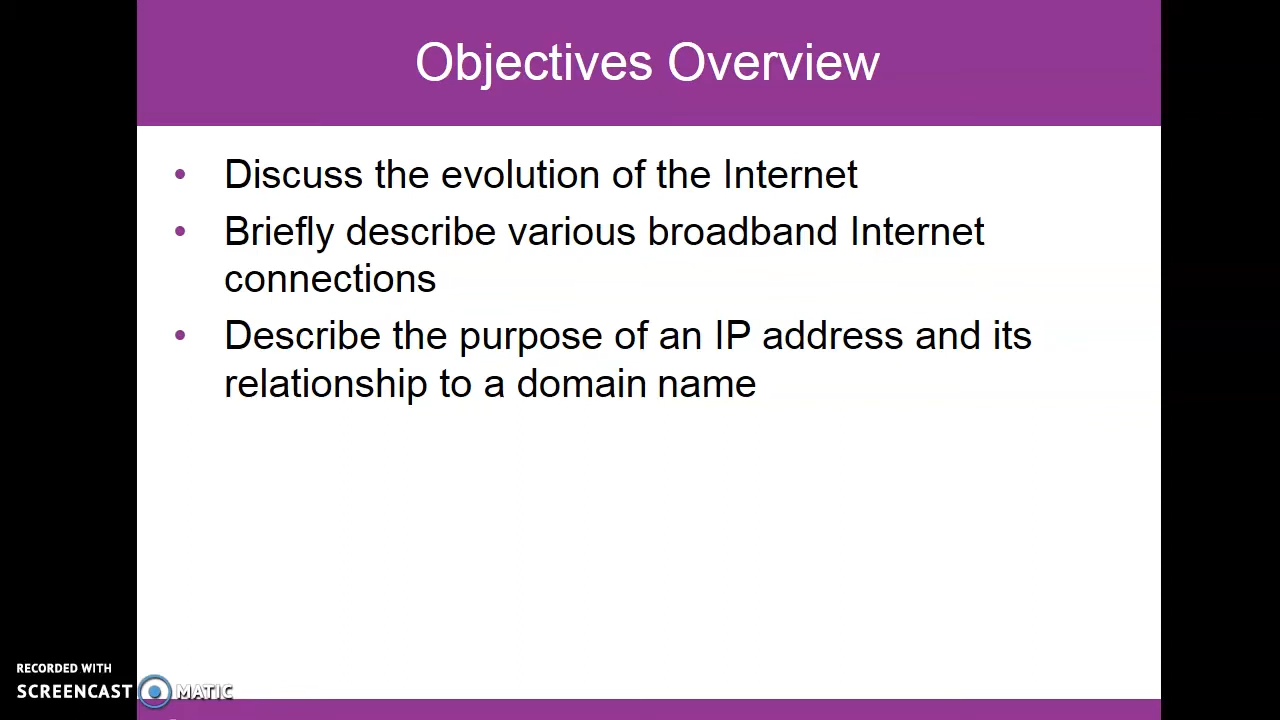 Objectives Overview
• Discuss the evolution of the Internet
• Briefly describe various broadband Internet
connections
• Describe the purpose of an IP address and its
relationship to a domain name
RECORDED WITH
SCREENCAST MATIC